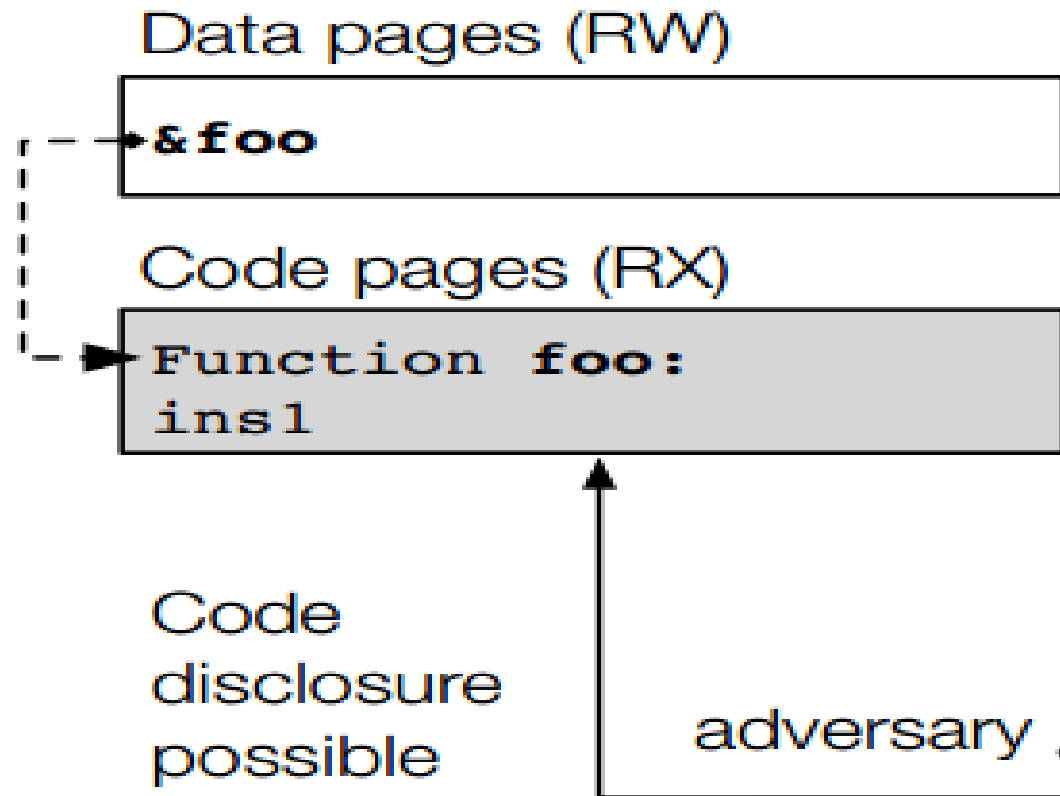 Data pages (RW)
&foo
Code pages (RX)
Function foo:
ins1
Code
disclosure
possible
adversary